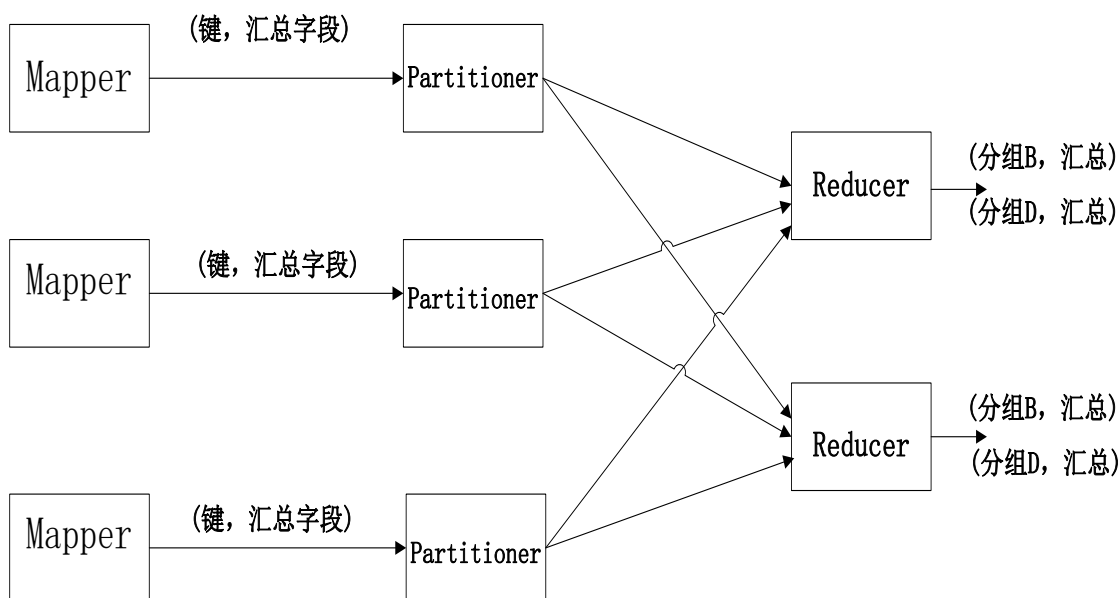 (键，汇总字段)
Mapper
Partitioner
(分组B，汇总)
Reducer
(分组D，汇总)
(键，汇总字段)
Mapper
Partitioner
(分组B，汇总)
Reducer
(分组D，汇总)
(键，汇总字段)
Mapper
Partitioner